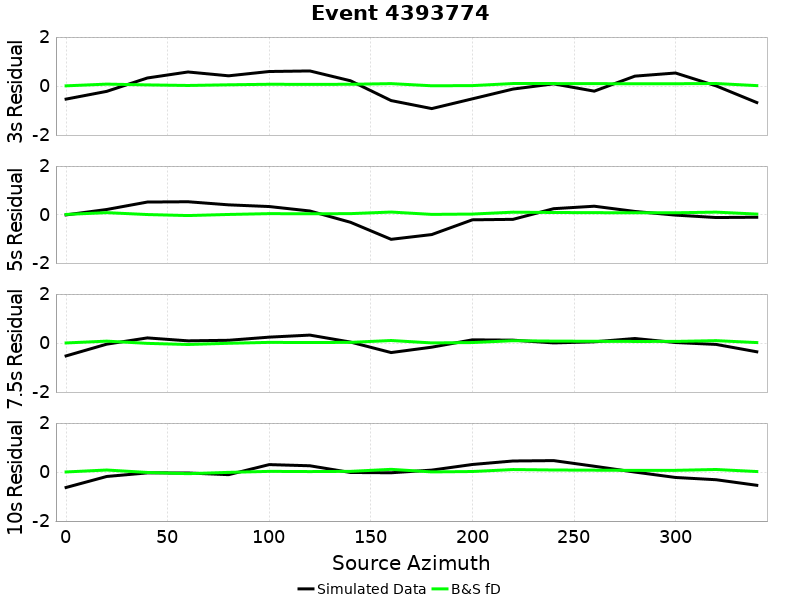 Event 4393774
3s Residual
2
0
-2
5s Residual
2
0
-2
7.5s Residual
2
0
-2
10s Residual
2
0
-2
0 50 100 150 200 250 300
Source Azimuth
Simulated Data B&S fD